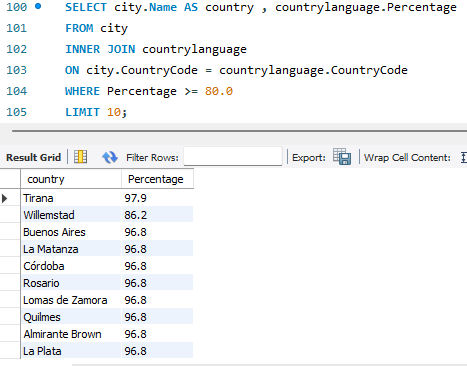 100 SELECT city.Name AS country , countrylanguage.Percentage
101 FROM city
102 INNER JOIN countrylanguage
103 ON city.CountryCode = countrylanguage.CountryCode
104 WHERE Percentage >= 80.0
105 LIMIT 10;
Result Grid Filter Rows: Export: Wrap Cell Content:
country Percentage
Tirana 97.9
Willemstad 86.2
Buenos Aires 96.8
La Matanza 96.8
Córdoba 96.8
Rosario 96.8
Lomas de Zamora 96.8
Quilmes 96.8
Almirante Brown 96.8
La Plata 96.8